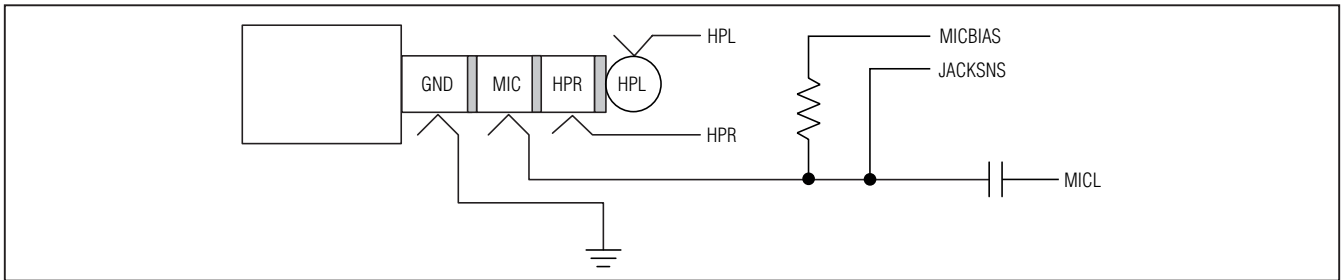 HPL
MICBIAS
JACKSNS
GND
MIC
HPR
HPL
HPR
MICL